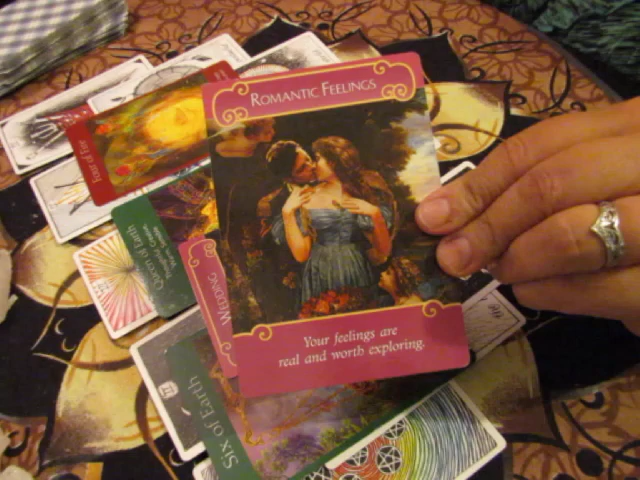 ROMANTIC FEELINGS
Your feelings are
real and worth exploring.
Four of Fire
Queen of Earth
WEDDING
Six of Earth